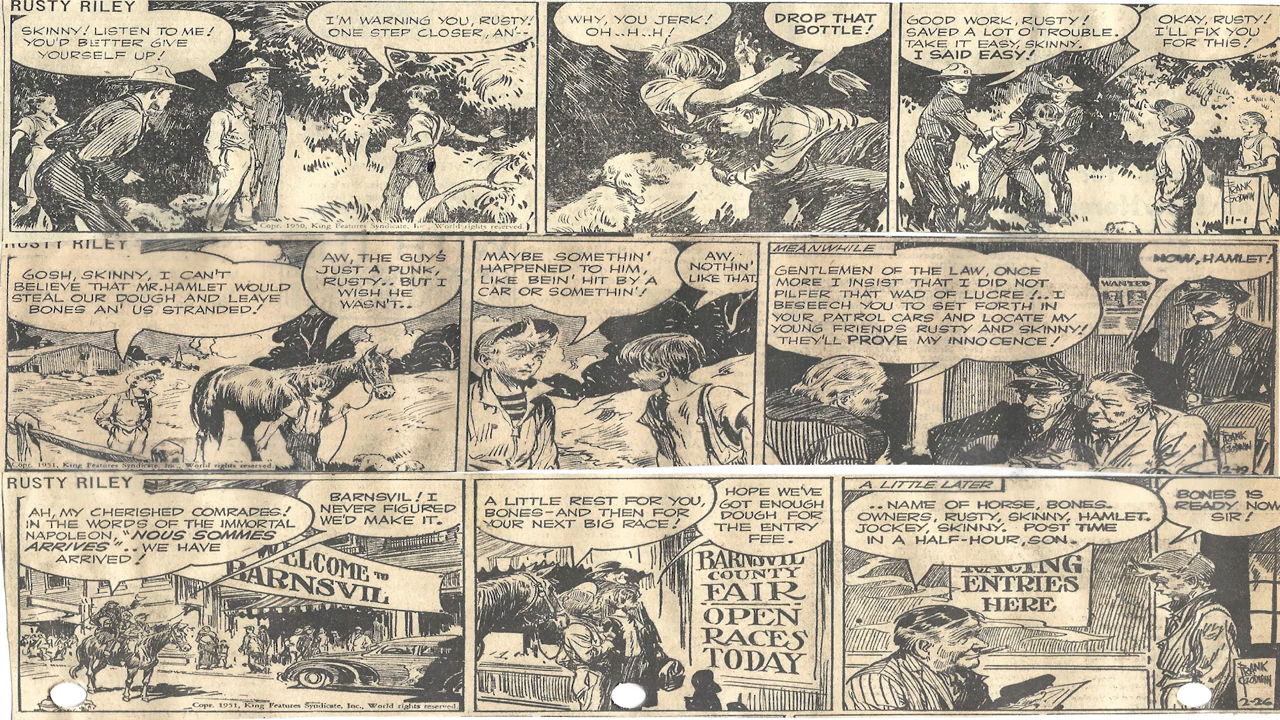 RUSTY RILEY
SKINNY! LISTEN TO ME!
YOU'D BETTER GIVE
YOURSELF UP!
I'M WARNING YOU, RUSTY!
ONE STEP CLOSER, AN'--
Copr. 1950, King Features Syndicate, Inc., World rights reserved.
WHY, YOU JERK!
OH..H..H!
DROP THAT
BOTTLE!
GOOD WORK, RUSTY!
SAVED A LOT O'TROUBLE.
TAKE IT EASY, SKINNY.
I SAID EASY!
OKAY, RUSTY!
I'LL FIX YOU
FOR THIS!
FRANK
GODWIN
11-1
RUSTY RILEY
GOSH, SKINNY, I CAN'T
BELIEVE THAT MR. HAMLET WOULD
STEAL OUR DOUGH AND LEAVE
BONES AN' US STRANDED!
AW, THE GUY'S
JUST A PUNK,
RUSTY.. BUT I
WISH HE
WASN'T.
Copr. 1951, King Features Syndicate, Inc., World rights reserved.
MAYBE SOMETHIN'
HAPPENED TO HIM,
LIKE BEIN' HIT BY A
CAR OR SOMETHIN'!
AW,
NOTHIN'
LIKE THAT.
MEANWHILE
GENTLEMEN OF THE LAW, ONCE
MORE I INSIST THAT I DID NOT
PILFER THAT WAD OF LUCRE!.. I
BESEECH YOU TO SET FORTH IN
YOUR PATROL CARS AND LOCATE MY
YOUNG FRIENDS RUSTY AND SKINNY!
THEY'LL PROVE MY INNOCENCE!
WANTED
NOW, HAMLET!
FRANK
GODWIN
2-19
RUSTY RILEY
AH, MY CHERISHED COMRADES!
IN THE WORDS OF THE IMMORTAL
NAPOLEON, "NOUS SOMMES
ARRIVES"... WE HAVE
ARRIVED!
BARNSVIL! I
NEVER FIGURED
WE'D MAKE IT.
WELCOME TO
BARNSVIL
Copr. 1951, King Features Syndicate, Inc., World rights reserved.
A LITTLE REST FOR YOU,
BONES-AND THEN FOR
YOUR NEXT BIG RACE!
HOPE WE'VE
GOT ENOUGH
DOUGH FOR
THE ENTRY
FEE.
BARNSVIL
COUNTY
FAIR
OPEN
RACES
TODAY
A LITTLE LATER
..NAME OF HORSE, BONES..
OWNERS, RUSTY, SKINNY, HAMLET.
JOCKEY, SKINNY. POST TIME
IN A HALF-HOUR, SON.
BONES IS
READY NOW,
SIR!
RACING
ENTRIES
HERE
FRANK
GODWIN
2-26